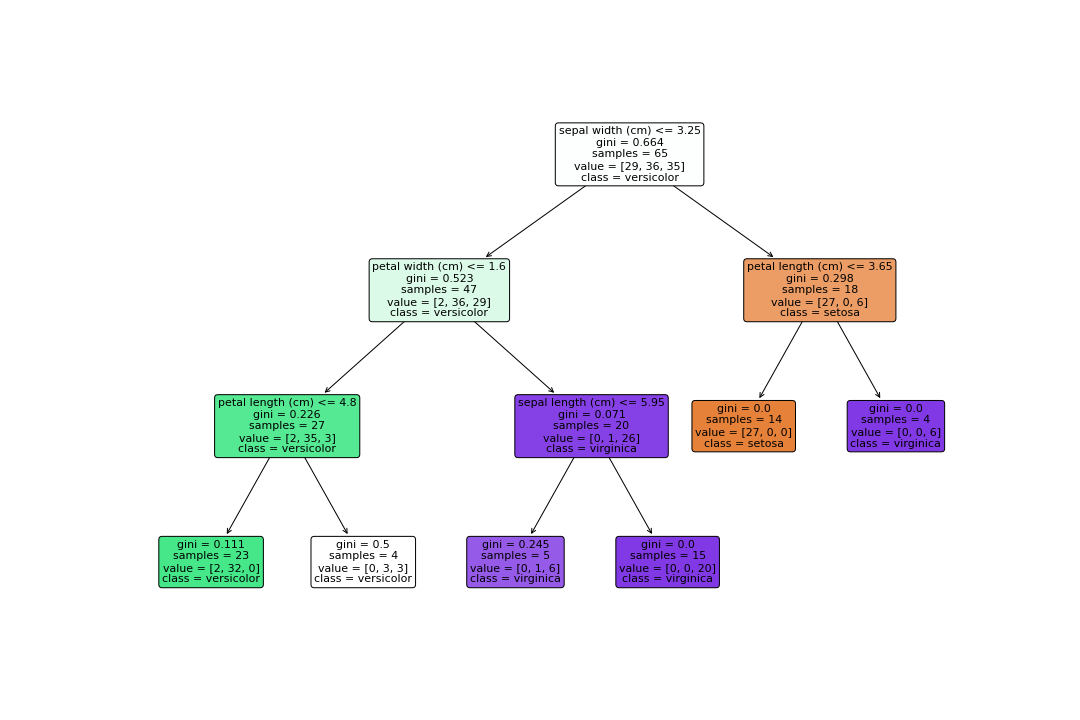 sepal width (cm) <= 3.25
gini = 0.664
samples = 65
value = [29, 36, 35]
class = versicolor
petal width (cm) <= 1.6
gini = 0.523
samples = 47
value = [2, 36, 29]
class = versicolor
petal length (cm) <= 3.65
gini = 0.298
samples = 18
value = [27, 0, 6]
class = setosa
petal length (cm) <= 4.8
gini = 0.226
samples = 27
value = [2, 35, 3]
class = versicolor
sepal length (cm) <= 5.95
gini = 0.071
samples = 20
value = [0, 1, 26]
class = virginica
gini = 0.0
samples = 14
value = [27, 0, 0]
class = setosa
gini = 0.0
samples = 4
value = [0, 0, 6]
class = virginica
gini = 0.111
samples = 23
value = [2, 32, 0]
class = versicolor
gini = 0.5
samples = 4
value = [0, 3, 3]
class = versicolor
gini = 0.245
samples = 5
value = [0, 1, 6]
class = virginica
gini = 0.0
samples = 15
value = [0, 0, 20]
class = virginica